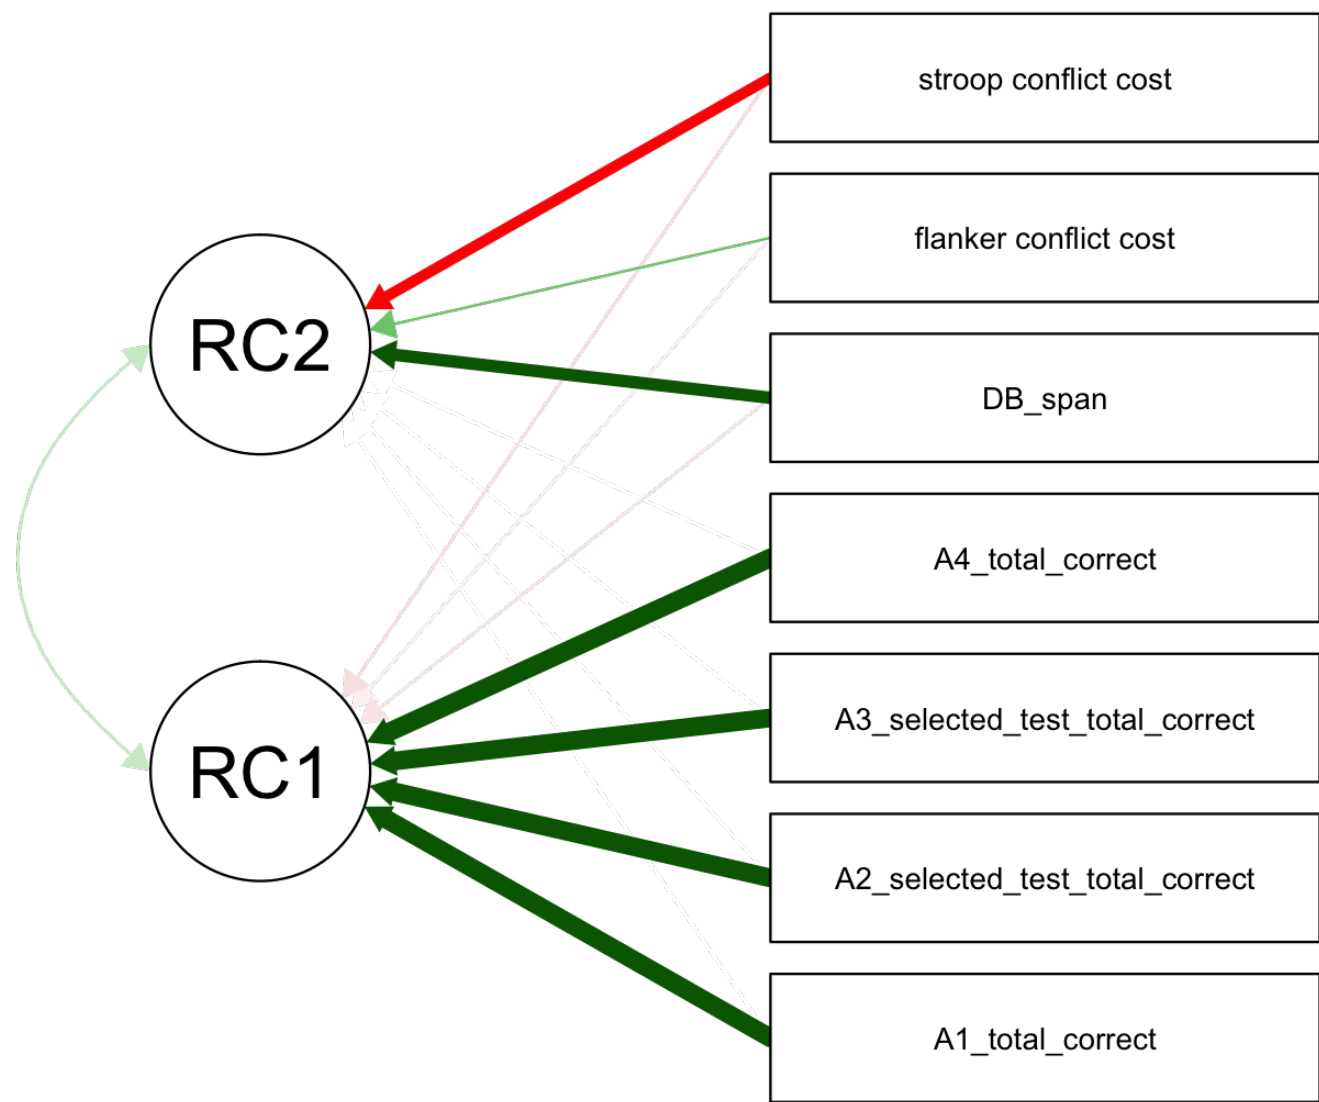 stroop conflict cost
flanker conflict cost
RC2
DB_span
A4_total_correct
A3_selected_test_total_correct
RC1
A2_selected_test_total_correct
A1_total_correct